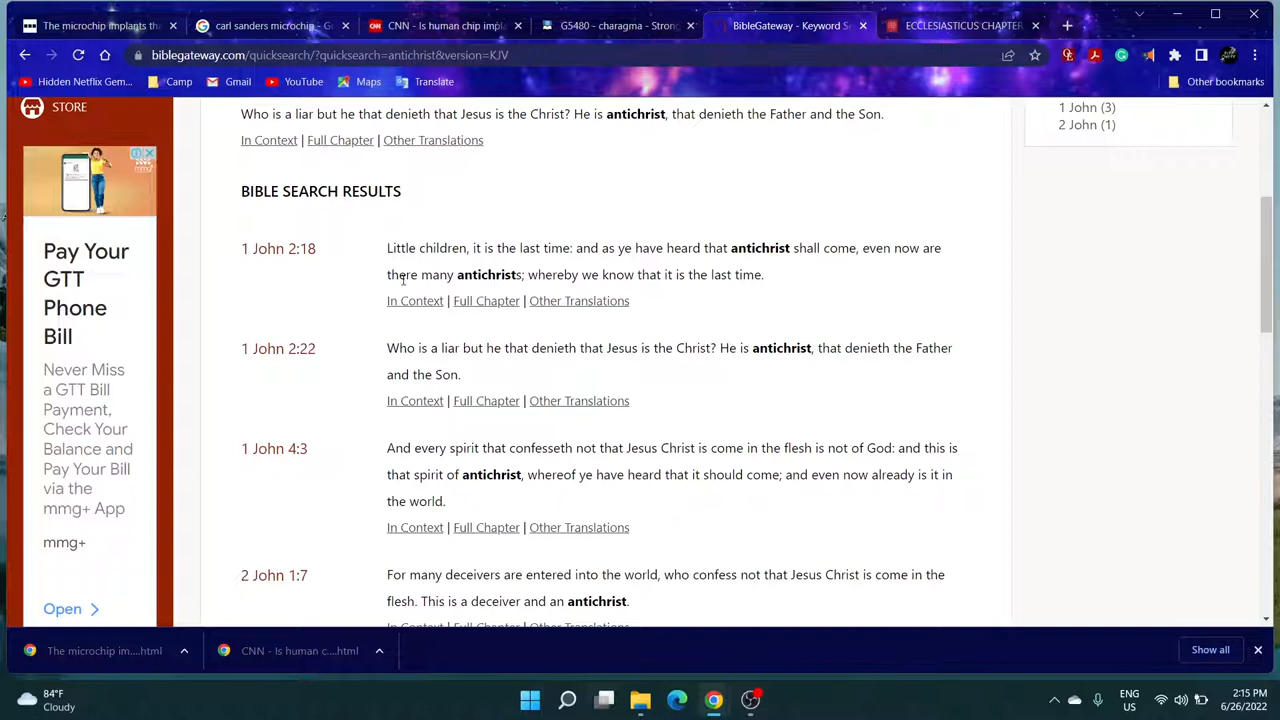 The microchip implants tha
carl sanders microchip - Go
CNN - Is human chip impla
G5480 - charagma - Strong
BibleGateway - Keyword Se
ECCLESIASTICUS CHAPTER
biblegateway.com/quicksearch/?quicksearch=antichrist&version=KJV
Hidden Netflix Gem...
Camp
Gmail
YouTube
Maps
Translate
Other bookmarks
STORE
Pay Your
GTT
Phone
Bill
Never Miss
a GTT Bill
Payment,
Check Your
Balance and
Pay Your Bill
via the
mmg+ App
mmg+
Open
Who is a liar but he that denieth that Jesus is the Christ? He is antichrist, that denieth the Father and the Son.
In Context | Full Chapter | Other Translations
BIBLE SEARCH RESULTS
1 John 2:18
Little children, it is the last time: and as ye have heard that antichrist shall come, even now are
there many antichrists; whereby we know that it is the last time.
In Context | Full Chapter | Other Translations
1 John 2:22
Who is a liar but he that denieth that Jesus is the Christ? He is antichrist, that denieth the Father
and the Son.
In Context | Full Chapter | Other Translations
1 John 4:3
And every spirit that confesseth not that Jesus Christ is come in the flesh is not of God: and this is
that spirit of antichrist, whereof ye have heard that it should come; and even now already is it in
the world.
In Context | Full Chapter | Other Translations
2 John 1:7
For many deceivers are entered into the world, who confess not that Jesus Christ is come in the
flesh. This is a deceiver and an antichrist.
In Context | Full Chapter | Other Translations
1 John (3)
2 John (1)
The microchip im....html
CNN - Is human c....html
Show all
84°F
Cloudy
ENG
US
2:15 PM
6/26/2022